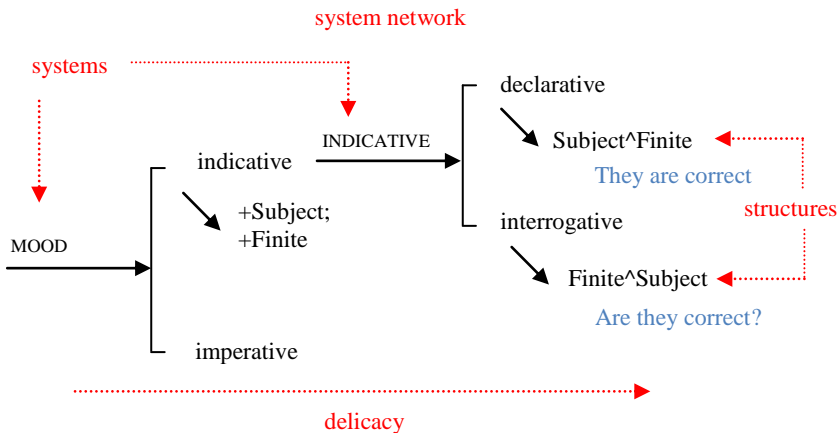 system network
systems
declarative
INDICATIVE
Subject^Finite
indicative
They are correct
+Subject;
structures
interrogative
+Finite
MOOD
Finite^Subject
Are they correct?
imperative
delicacy